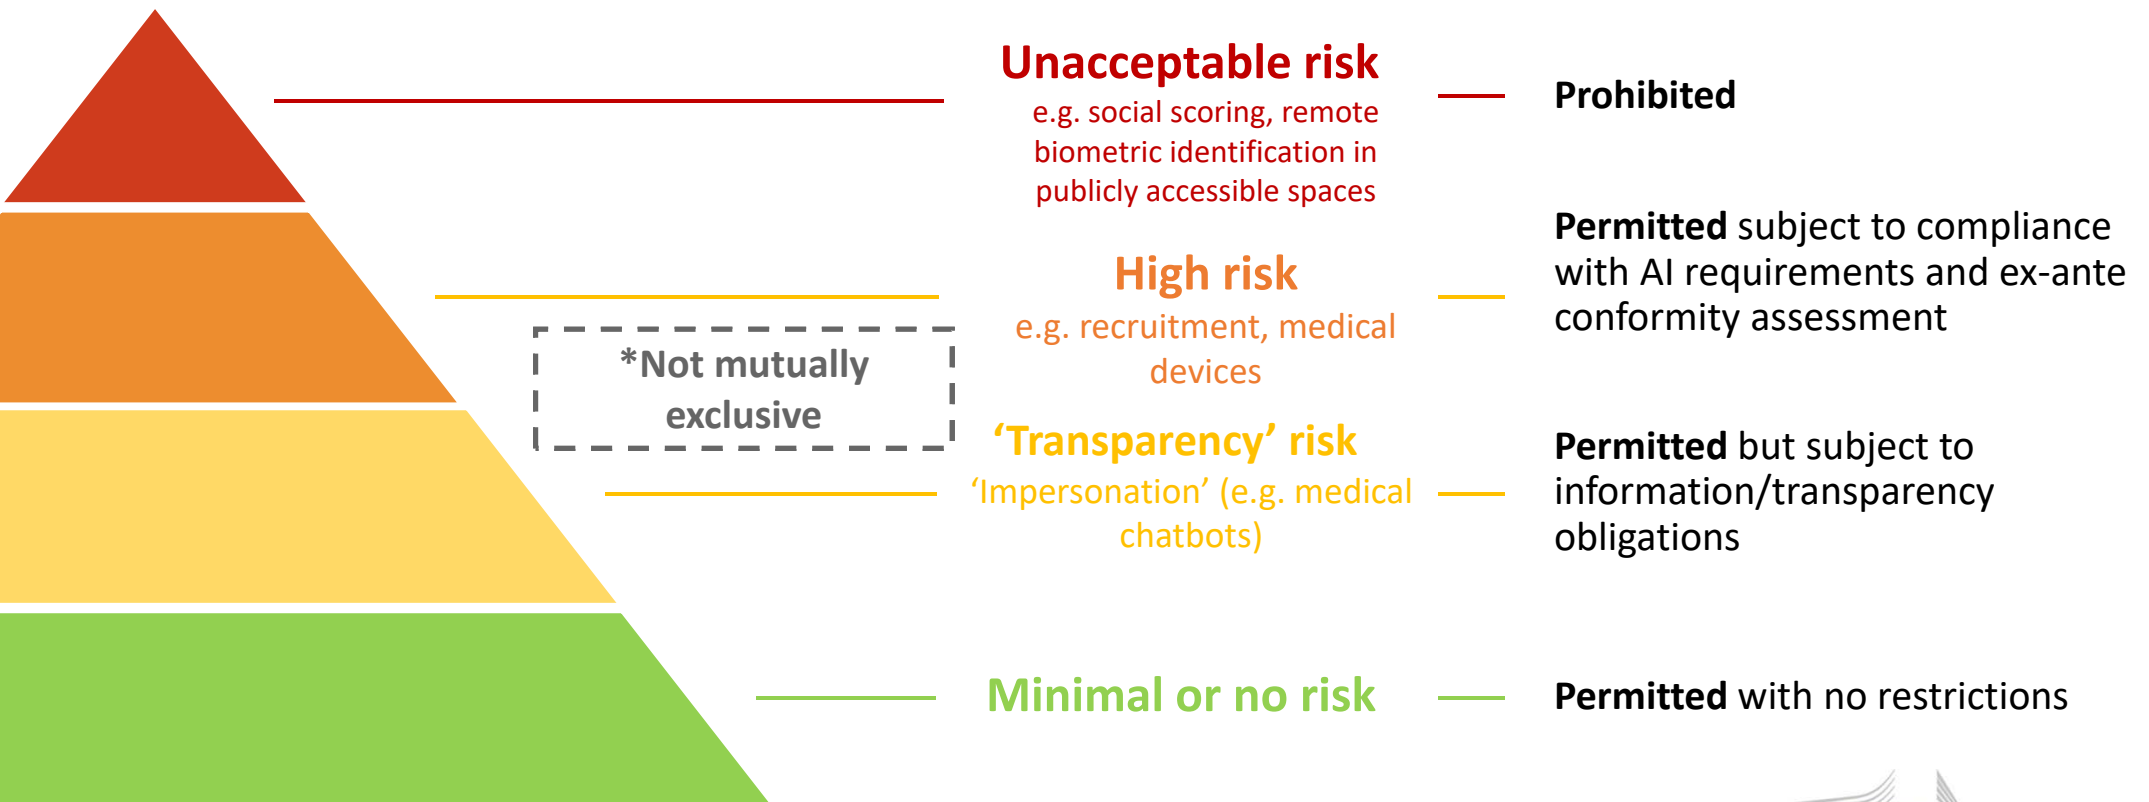 Unacceptable risk
e.g. social scoring, remote
biometric identification in
publicly accessible spaces
Prohibited
High risk
e.g. recruitment, medical
devices
Permitted subject to compliance
with AI requirements and ex-ante
conformity assessment
*Not mutually
exclusive
‘Transparency’ risk
‘Impersonation’ (e.g. medical
chatbots)
Permitted but subject to
information/transparency
obligations
Minimal or no risk
Permitted with no restrictions